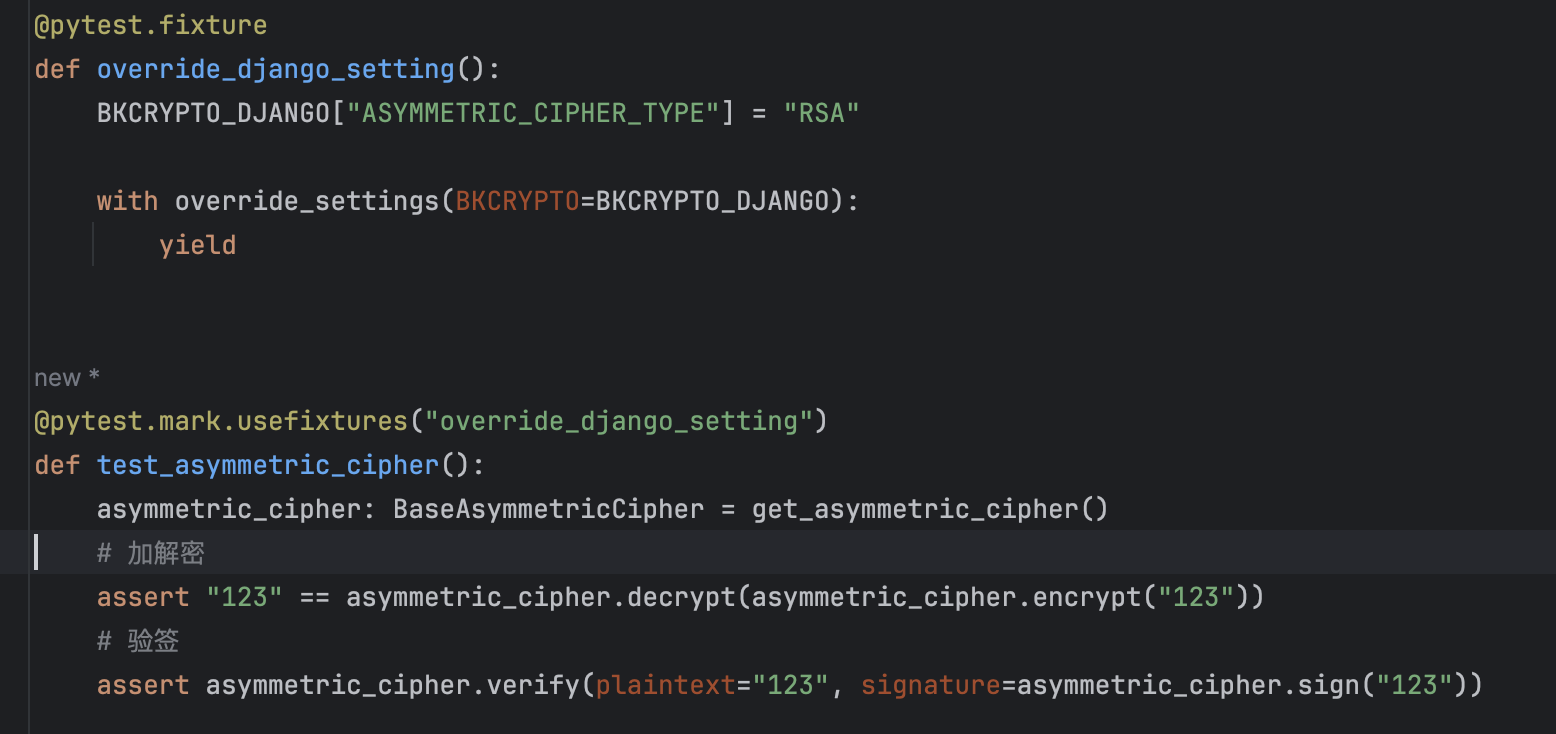 @pytest.fixture
def override_django_setting():
    BKCRYPTO_DJANGO["ASYMMETRIC_CIPHER_TYPE"] = "RSA"
    with override_settings(BKCRYPTO=BKCRYPTO_DJANGO):
        yield
new *
@pytest.mark.usefixtures("override_django_setting")
def test_asymmetric_cipher():
    asymmetric_cipher: BaseAsymmetricCipher = get_asymmetric_cipher()
    # 加解密
    assert "123" == asymmetric_cipher.decrypt(asymmetric_cipher.encrypt("123"))
    # 验签
    assert asymmetric_cipher.verify(plaintext="123", signature=asymmetric_cipher.sign("123"))